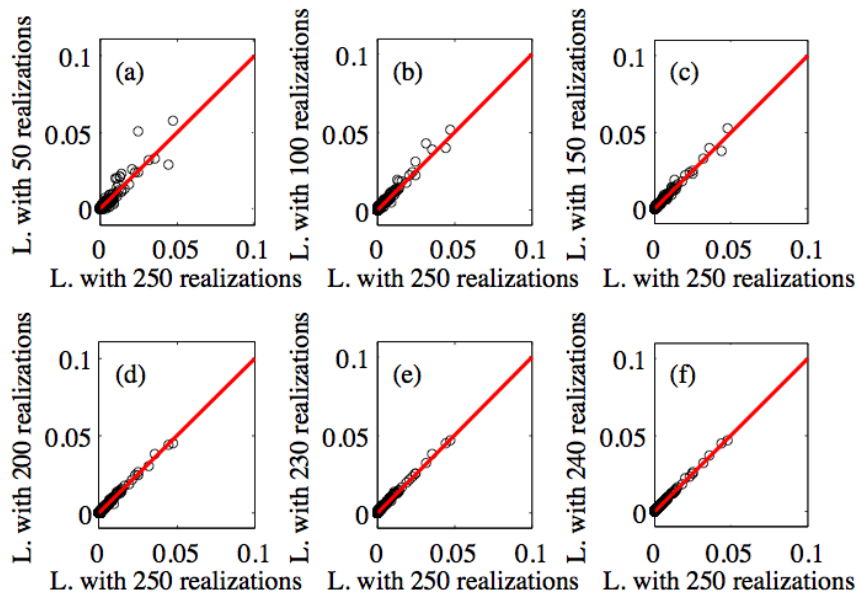 L. with 50 realizations
0.1
0.05
0
(a)
0
0.05
0.1
L. with 250 realizations
L. with 100 realizations
0.1
0.05
0
(b)
0
0.05
0.1
L. with 250 realizations
L. with 150 realizations
0.1
0.05
0
(c)
0
0.05
0.1
L. with 250 realizations
L. with 200 realizations
0.1
0.05
0
(d)
0
0.05
0.1
L. with 250 realizations
L. with 230 realizations
0.1
0.05
0
(e)
0
0.05
0.1
L. with 250 realizations
L. with 240 realizations
0.1
0.05
0
(f)
0
0.05
0.1
L. with 250 realizations